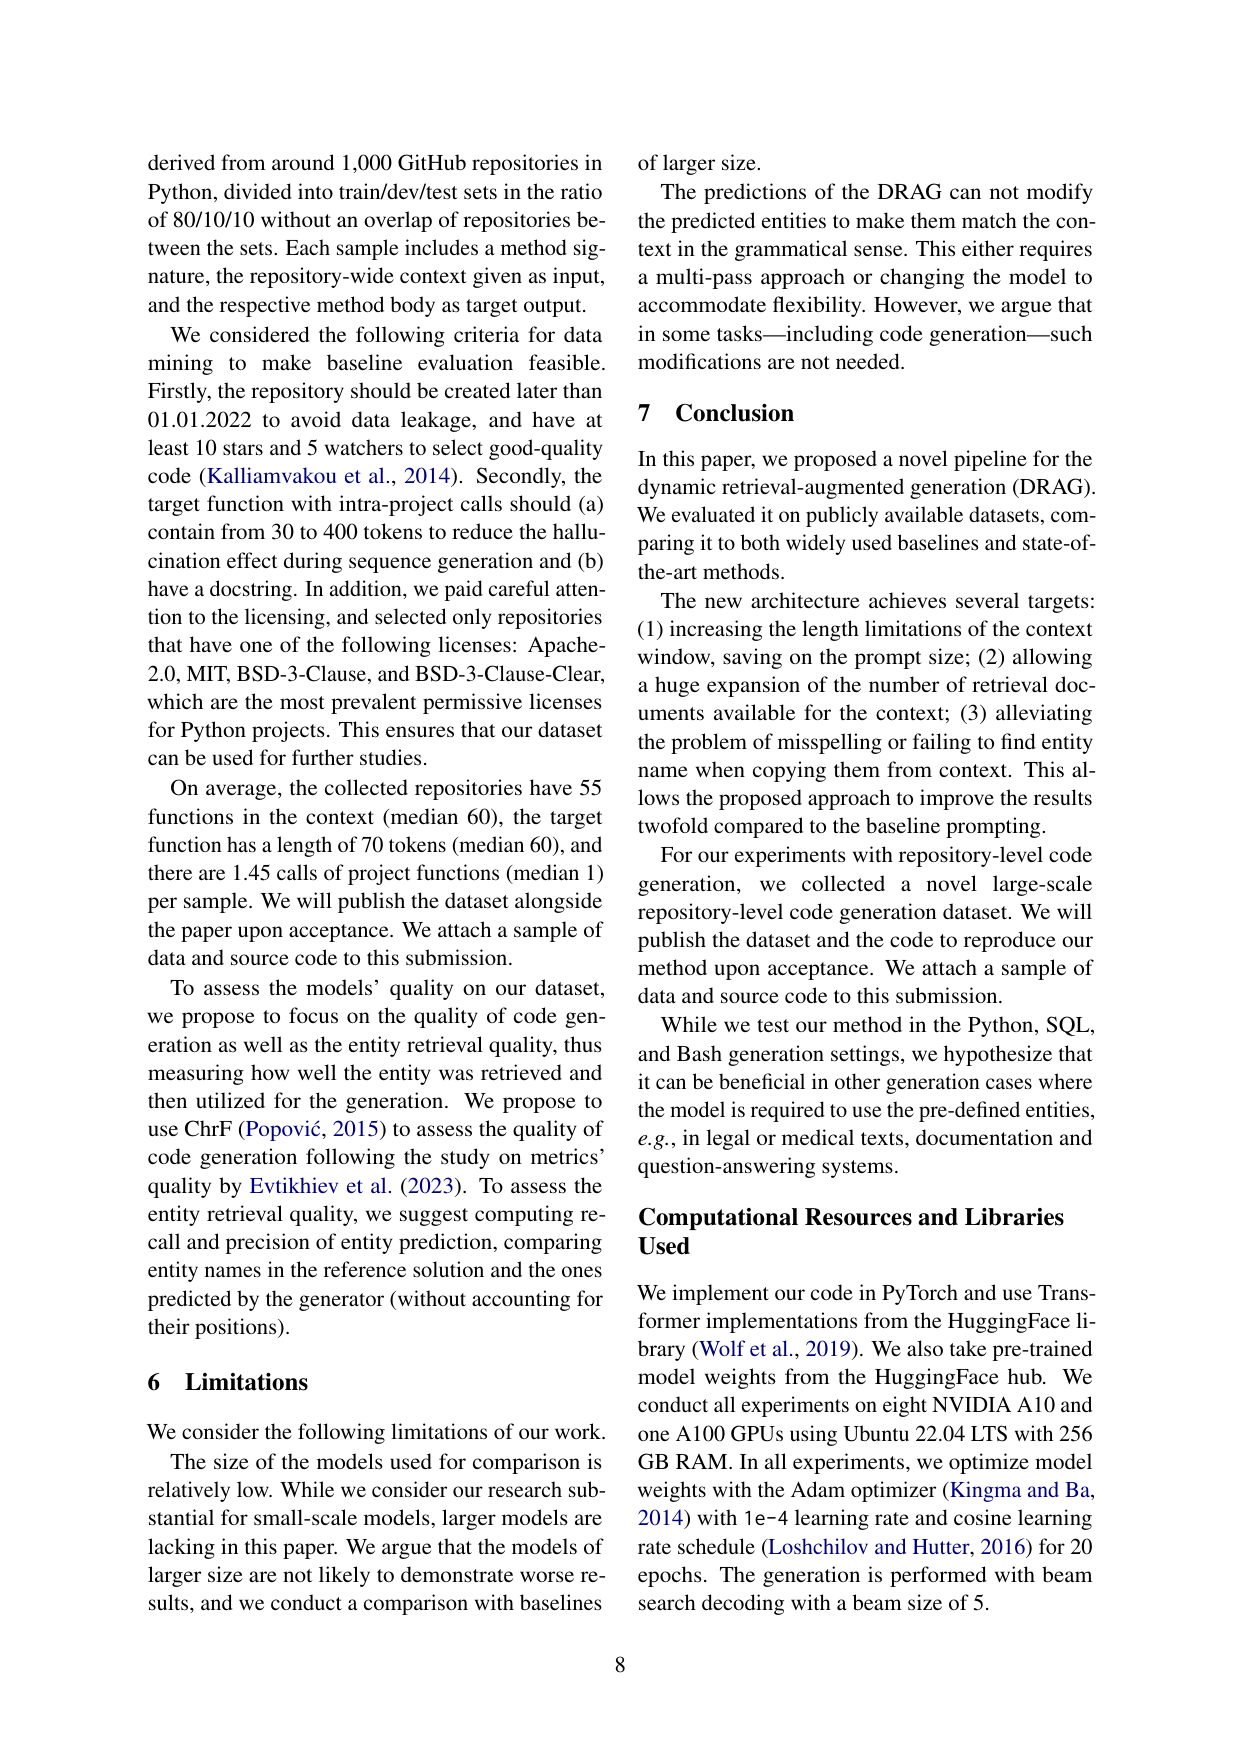 derived from around 1,000 GitHub repositories in
Python, divided into train/dev/test sets in the ratio
of 80/10/10 without an overlap of repositories be-
tween the sets. Each sample includes a method sig-
nature, the repository-wide context given as input,
and the respective method body as target output.
We considered the following criteria for data
mining to make baseline evaluation feasible.
Firstly, the repository should be created later than
01.01.2022 to avoid data leakage, and have at
least 10 stars and 5 watchers to select good-quality
code (Kalliamvakou et al., 2014). Secondly, the
target function with intra-project calls should (a)
contain from 30 to 400 tokens to reduce the hallu-
cination effect during sequence generation and (b)
have a docstring. In addition, we paid careful atten-
tion to the licensing, and selected only repositories
that have one of the following licenses: Apache-
2.0, MIT, BSD-3-Clause, and BSD-3-Clause-Clear,
which are the most prevalent permissive licenses
for Python projects. This ensures that our dataset
can be used for further studies.
On average, the collected repositories have 55
functions in the context (median 60), the target
function has a length of 70 tokens (median 60), and
there are 1.45 calls of project functions (median 1)
per sample. We will publish the dataset alongside
the paper upon acceptance. We attach a sample of
data and source code to this submission.
To assess the models' quality on our dataset,
we propose to focus on the quality of code gen-
eration as well as the entity retrieval quality, thus
measuring how well the entity was retrieved and
then utilized for the generation. We propose to
use ChrF (Popović, 2015) to assess the quality of
code generation following the study on metrics'
quality by Evtikhiev et al. (2023). To assess the
entity retrieval quality, we suggest computing re-
call and precision of entity prediction, comparing
entity names in the reference solution and the ones
predicted by the generator (without accounting for
their positions).
6 Limitations
We consider the following limitations of our work.
The size of the models used for comparison is
relatively low. While we consider our research sub-
stantial for small-scale models, larger models are
lacking in this paper. We argue that the models of
larger size are not likely to demonstrate worse re-
sults, and we conduct a comparison with baselines
of larger size.
The predictions of the DRAG can not modify
the predicted entities to make them match the con-
text in the grammatical sense. This either requires
a multi-pass approach or changing the model to
accommodate flexibility. However, we argue that
in some tasks—including code generation—such
modifications are not needed.
7 Conclusion
In this paper, we proposed a novel pipeline for the
dynamic retrieval-augmented generation (DRAG).
We evaluated it on publicly available datasets, com-
paring it to both widely used baselines and state-of-
the-art methods.
The new architecture achieves several targets:
(1) increasing the length limitations of the context
window, saving on the prompt size; (2) allowing
a huge expansion of the number of retrieval doc-
uments available for the context; (3) alleviating
the problem of misspelling or failing to find entity
name when copying them from context. This al-
lows the proposed approach to improve the results
twofold compared to the baseline prompting.
For our experiments with repository-level code
generation, we collected a novel large-scale
repository-level code generation dataset. We will
publish the dataset and the code to reproduce our
method upon acceptance. We attach a sample of
data and source code to this submission.
While we test our method in the Python, SQL,
and Bash generation settings, we hypothesize that
it can be beneficial in other generation cases where
the model is required to use the pre-defined entities,
e.g., in legal or medical texts, documentation and
question-answering systems.
Computational Resources and Libraries
Used
We implement our code in PyTorch and use Trans-
former implementations from the HuggingFace li-
brary (Wolf et al., 2019). We also take pre-trained
model weights from the HuggingFace hub. We
conduct all experiments on eight NVIDIA A10 and
one A100 GPUs using Ubuntu 22.04 LTS with 256
GB RAM. In all experiments, we optimize model
weights with the Adam optimizer (Kingma and Ba,
2014) with 1e-4 learning rate and cosine learning
rate schedule (Loshchilov and Hutter, 2016) for 20
epochs. The generation is performed with beam
search decoding with a beam size of 5.
8